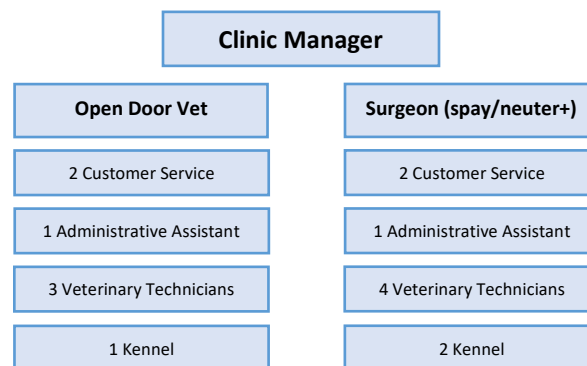 Clinic Manager
Open Door Vet
2 Customer Service
1 Administrative Assistant
3 Veterinary Technicians
1 Kennel
Surgeon (spay/neuter+)
2 Customer Service
1 Administrative Assistant
4 Veterinary Technicians
2 Kennel